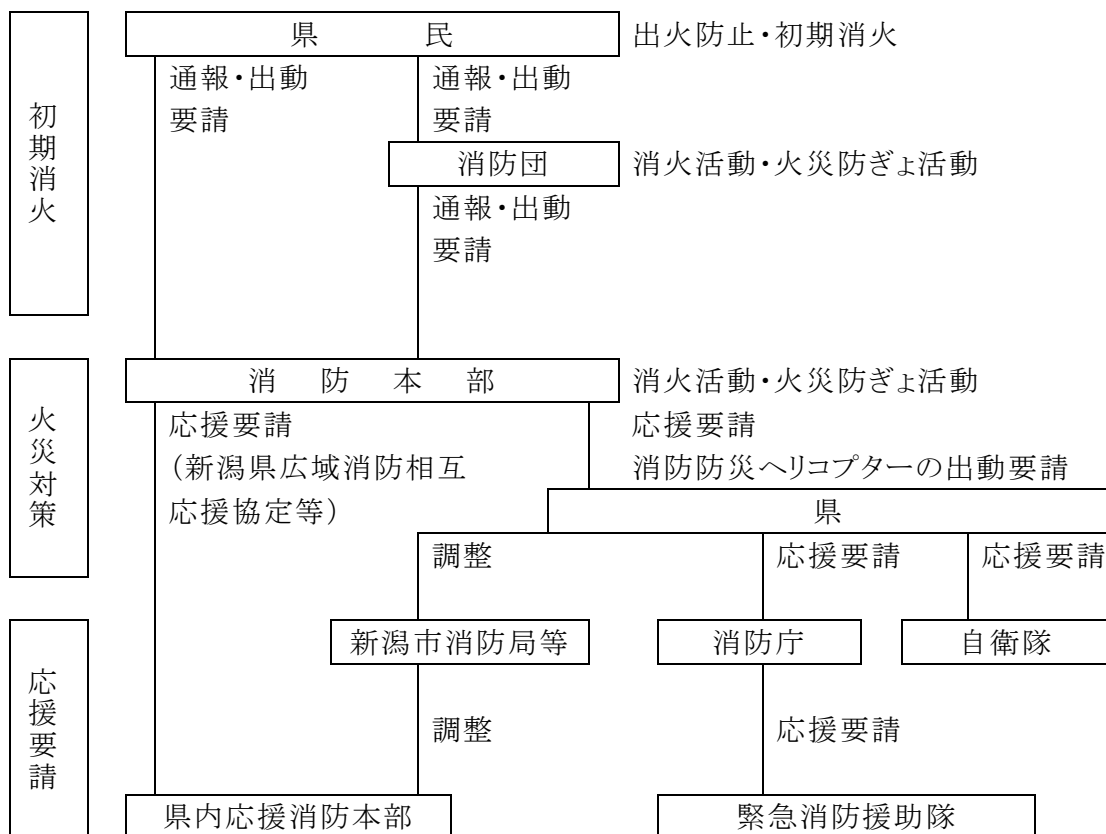 県 民 出火防止・初期消火
通報・出動 通報・出動
要請 要請
初期消火
消防団 消火活動・火災防ぎょ活動
通報・出動
要請
消防本部 消火活動・火災防ぎょ活動
火災対策
応援要請 応援要請
(新潟県広域消防相互 消防防災ヘリコプターの出動要請
応援協定等) 県
調整 応援要請 応援要請
新潟市消防局等 消防庁 自衛隊
応援要請
調整 応援要請
県内応援消防本部 緊急消防援助隊